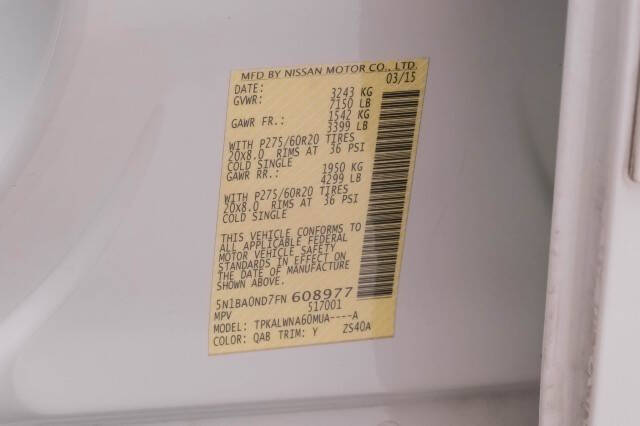 MFD BY NISSAN MOTOR CO., LTD.
DATE: 03/15
GVWR: 3243 KG
7150 LB
GAWR FR.: 1542 KG
3399 LB
WITH P275/60R20 TIRES
20X8.0 RIMS AT 36 PSI
COLD SINGLE
GAWR RR.: 1950 KG
4299 LB
WITH P275/60R20 TIRES
20X8.0 RIMS AT 36 PSI
COLD SINGLE
THIS VEHICLE CONFORMS TO
ALL APPLICABLE FEDERAL
MOTOR VEHICLE SAFETY
STANDARDS IN EFFECT ON
THE DATE OF MANUFACTURE
SHOWN ABOVE.
5N1BA0ND7FN 608977
MPV 517001
MODEL: TPKALWNA60MUA----A
COLOR: QAB TRIM: Y ZS40A